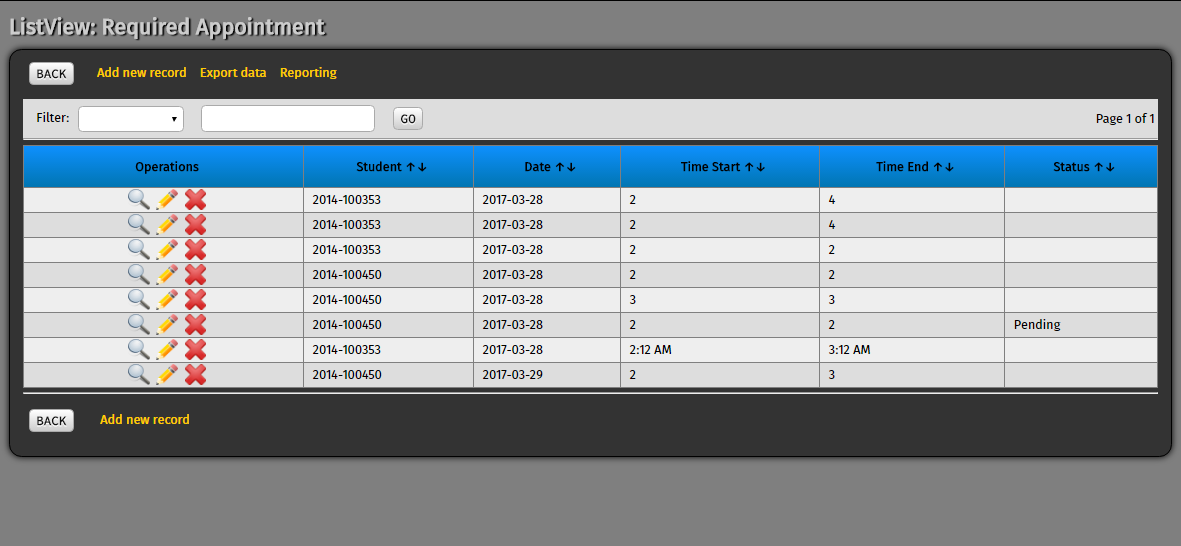 ListView: Required Appointment
BACK Add new record Export data Reporting
Filter: GO Page 1 of 1
Operations Student ↑↓ Date ↑↓ Time Start ↑↓ Time End ↑↓ Status ↑↓
2014-100353 2017-03-28 2 4
2014-100353 2017-03-28 2 4
2014-100353 2017-03-28 2 2
2014-100450 2017-03-28 2 2
2014-100450 2017-03-28 3 3
2014-100450 2017-03-28 2 2 Pending
2014-100353 2017-03-28 2:12 AM 3:12 AM
2014-100450 2017-03-29 2 3
BACK Add new record